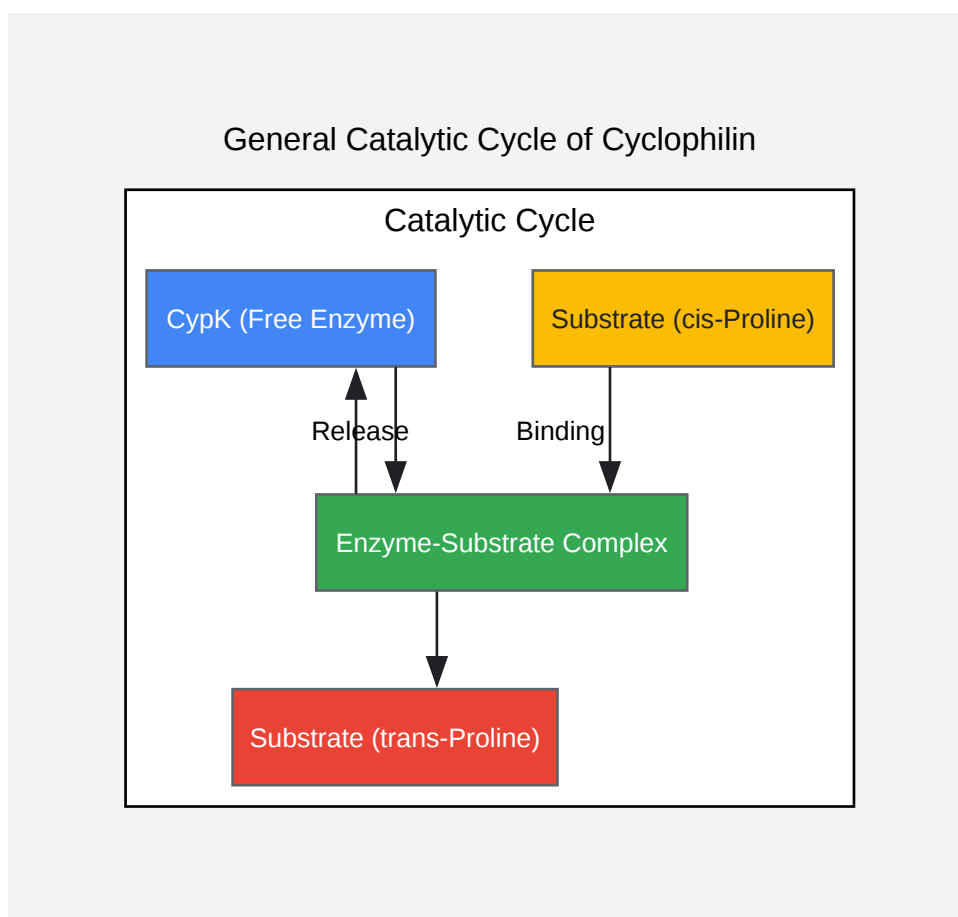 General Catalytic Cycle of Cyclophilin
Catalytic Cycle
CypK (Free Enzyme)
Substrate (cis-Proline)
Release
Binding
Enzyme-Substrate Complex
Substrate (trans-Proline)